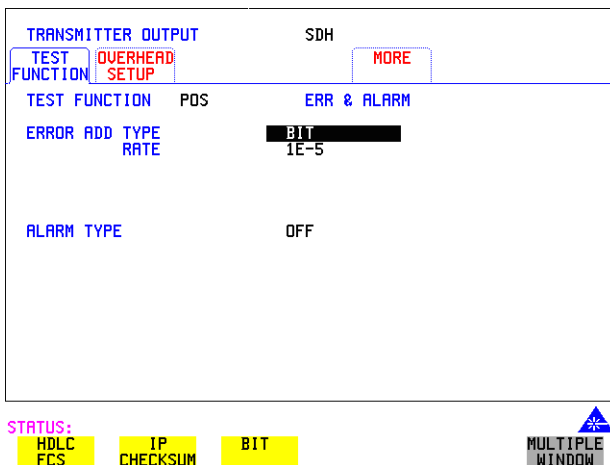 TRANSMITTER OUTPUT SDH
TEST FUNCTION OVERHEAD SETUP MORE
TEST FUNCTION POS ERR & ALARM
ERROR ADD TYPE BIT
RATE 1E-5
ALARM TYPE OFF
STATUS:
HDLC FCS IP CHECKSUM BIT MULTIPLE WINDOW